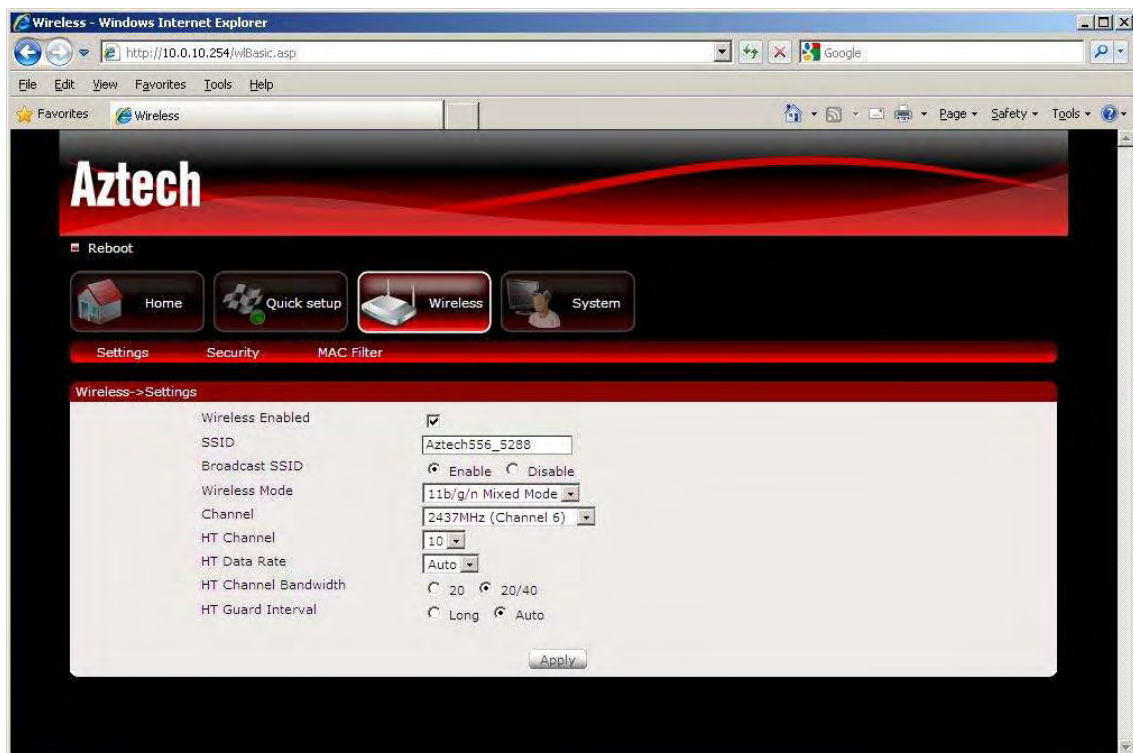 Wireless - Windows Internet Explorer
http://10.0.10.254/wlBasic.asp
Google
File Edit View Favorites Tools Help
Favorites Wireless Page Safety Tools
Aztech
Reboot
Home Quick setup Wireless System
Settings Security MAC Filter
Wireless->Settings
Wireless Enabled
SSID Aztech556_5288
Broadcast SSID Enable Disable
Wireless Mode 11b/g/n Mixed Mode
Channel 2437MHz (Channel 6)
HT Channel 10
HT Data Rate Auto
HT Channel Bandwidth 20 20/40
HT Guard Interval Long Auto
Apply